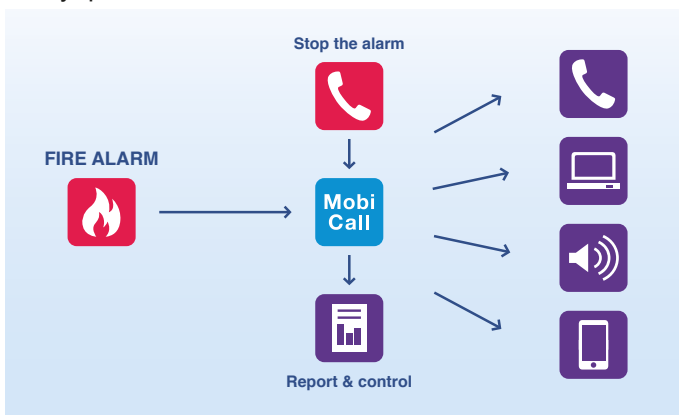 Stop the alarm
FIRE ALARM
Mobi
Call
Report & control